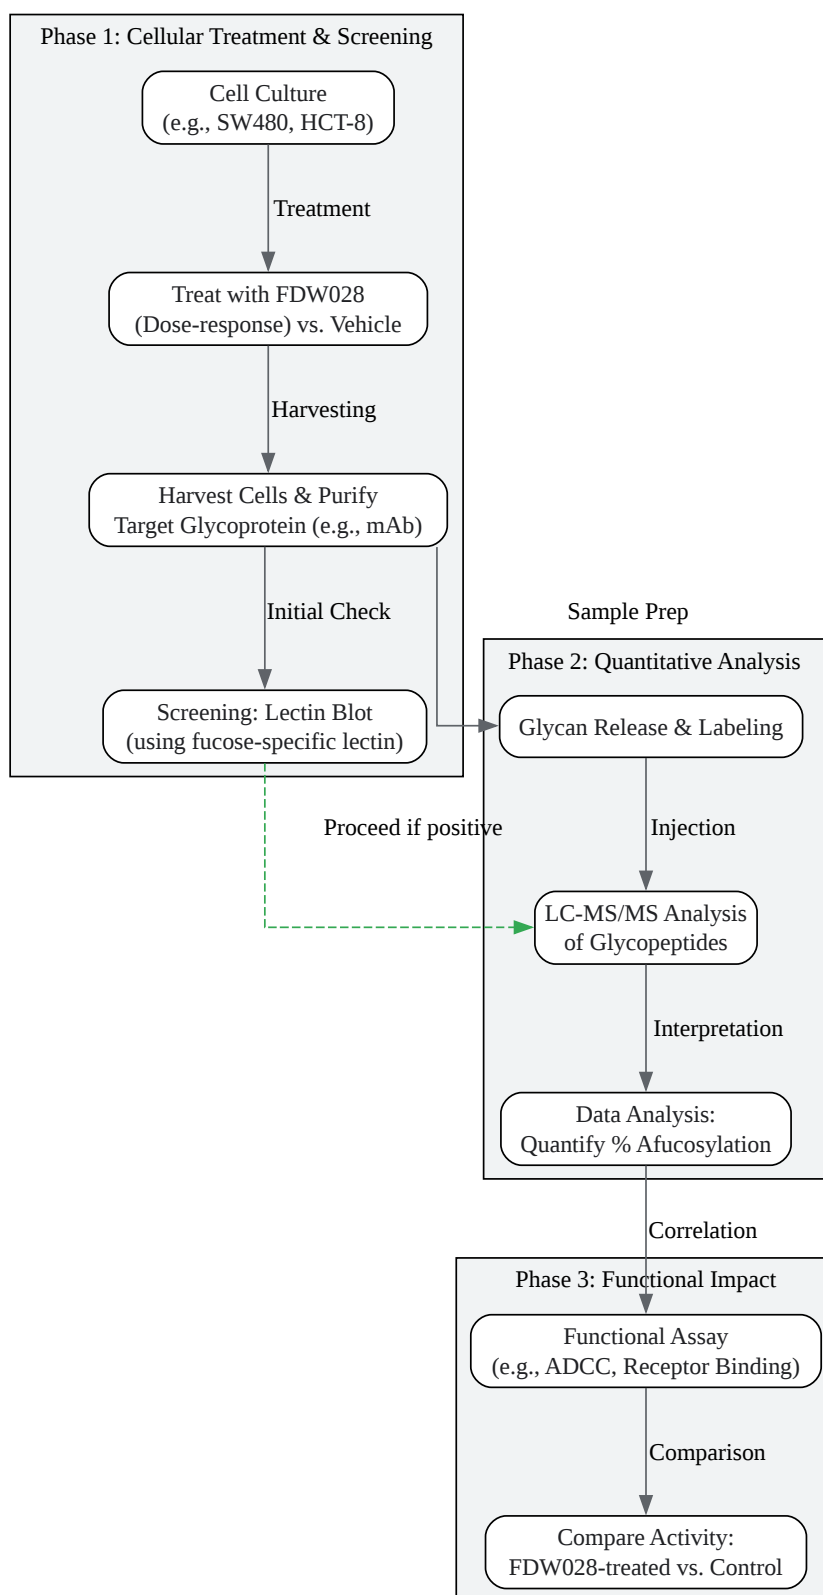 Phase 1: Cellular Treatment & Screening
Cell Culture
(e.g., SW480, HCT-8)
Treatment
Treat with FDW028
(Dose-response) vs. Vehicle
Harvesting
Harvest Cells & Purify
Target Glycoprotein (e.g., mAb)
Initial Check
Sample Prep
Screening: Lectin Blot
(using fucose-specific lectin)
Phase 2: Quantitative Analysis
Glycan Release & Labeling
Proceed if positive
Injection
LC-MS/MS Analysis
of Glycopeptides
Interpretation
Data Analysis:
Quantify % Afucosylation
Correlation
Phase 3: Functional Impact
Functional Assay
(e.g., ADCC, Receptor Binding)
Comparison
Compare Activity:
FDW028-treated vs. Control